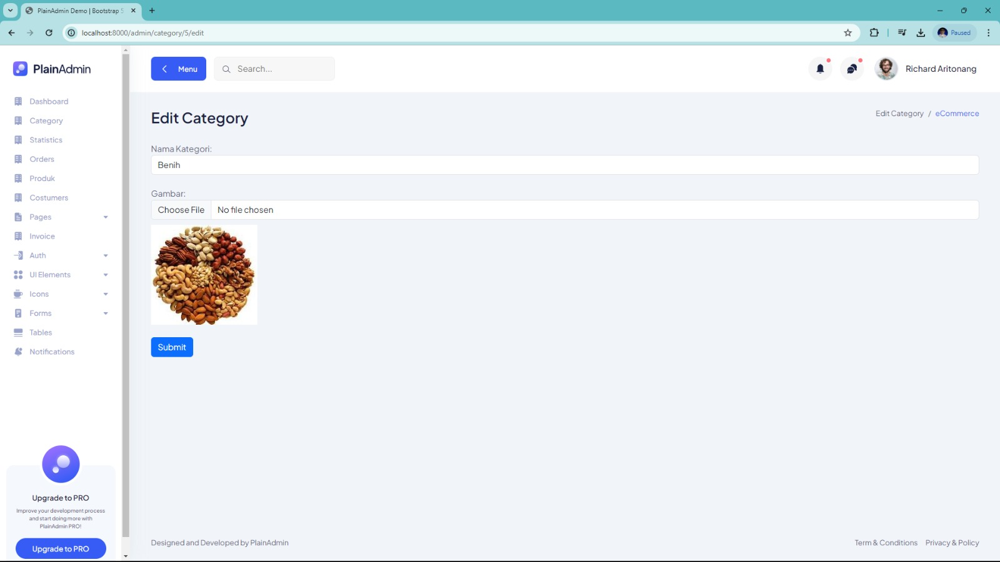 PlainAdmin Demo | Bootstrap 5
localhost:8000/admin/category/5/edit
Paused
PlainAdmin
Menu
Search...
Richard Aritonang
Dashboard
Category
Statistics
Orders
Produk
Costumers
Pages
Invoice
Auth
UI Elements
Icons
Forms
Tables
Notifications
Upgrade to PRO
Improve your development process
and start doing more with
PlainAdmin PRO!
Upgrade to PRO
Edit Category
Edit Category / eCommerce
Nama Kategori:
Benih
Gambar:
Choose File No file chosen
Submit
Designed and Developed by PlainAdmin
Term & Conditions Privacy & Policy